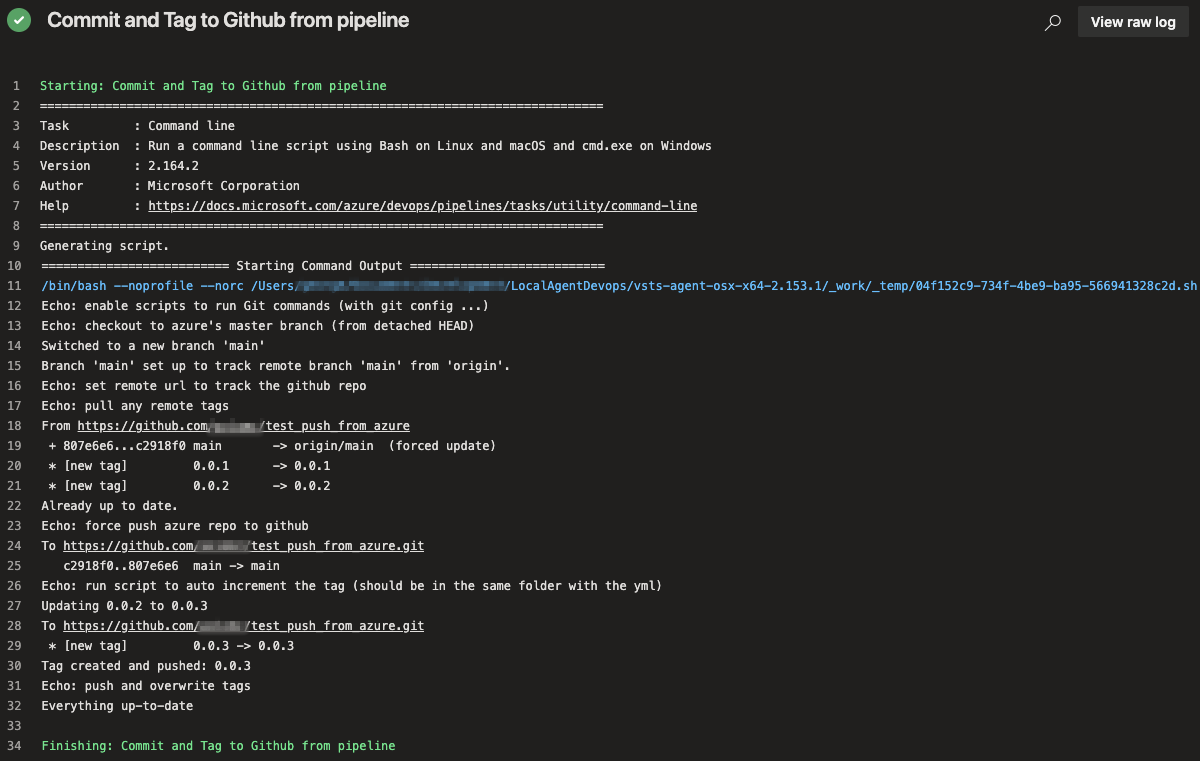 Commit and Tag to Github from pipeline
View raw log
1 Starting: Commit and Tag to Github from pipeline
2 ==============================================================================
3 Task         : Command line
4 Description  : Run a command line script using Bash on Linux and macOS and cmd.exe on Windows
5 Version      : 2.164.2
6 Author       : Microsoft Corporation
7 Help         : https://docs.microsoft.com/azure/devops/pipelines/tasks/utility/command-line
8 ==============================================================================
9 Generating script.
10 ========================== Starting Command Output ===========================
11 /bin/bash --noprofile --norc /Users/ /LocalAgentDevops/vsts-agent-osx-x64-2.153.1/_work/_temp/04f152c9-734f-4be9-ba95-566941328c2d.sh
12 Echo: enable scripts to run Git commands (with git config ...)
13 Echo: checkout to azure's master branch (from detached HEAD)
14 Switched to a new branch 'main'
15 Branch 'main' set up to track remote branch 'main' from 'origin'.
16 Echo: set remote url to track the github repo
17 Echo: pull any remote tags
18 From https://github.com /test_push_from_azure
19  + 807e6e6...c2918f0 main       -> origin/main  (forced update)
20  * [new tag]         0.0.1      -> 0.0.1
21  * [new tag]         0.0.2      -> 0.0.2
22 Already up to date.
23 Echo: force push azure repo to github
24 To https://github.com/ /test_push_from_azure.git
25    c2918f0..807e6e6  main -> main
26 Echo: run script to auto increment the tag (should be in the same folder with the yml)
27 Updating 0.0.2 to 0.0.3
28 To https://github.com/ /test_push_from_azure.git
29  * [new tag]         0.0.3 -> 0.0.3
30 Tag created and pushed: 0.0.3
31 Echo: push and overwrite tags
32 Everything up-to-date
33
34 Finishing: Commit and Tag to Github from pipeline